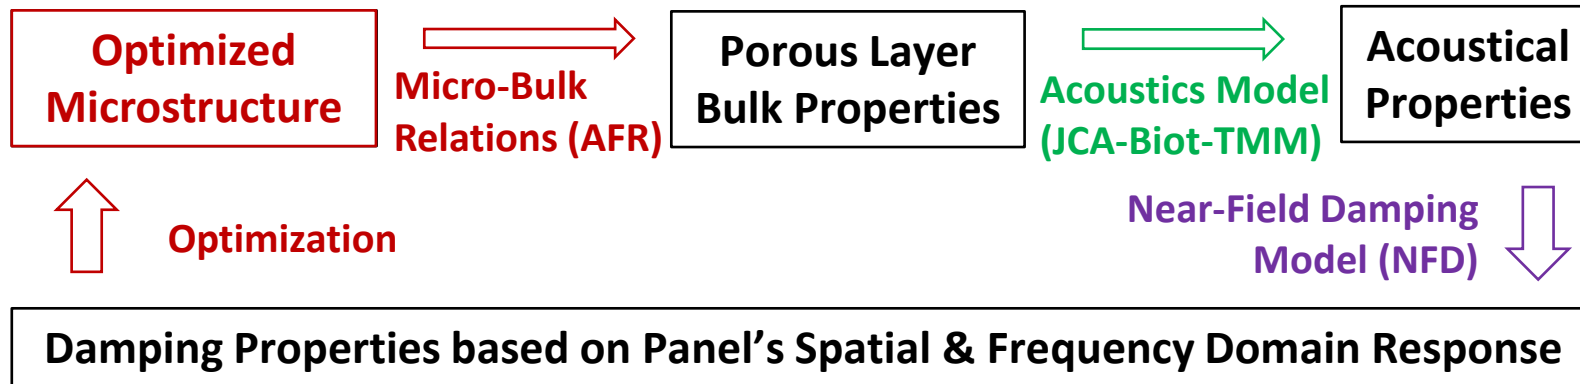 Optimized
Microstructure
Micro-Bulk
Relations (AFR)
Porous Layer
Bulk Properties
Acoustics Model
(JCA-Biot-TMM)
Acoustical
Properties
Near-Field Damping
Model (NFD)
Optimization
Damping Properties based on Panel’s Spatial & Frequency Domain Response